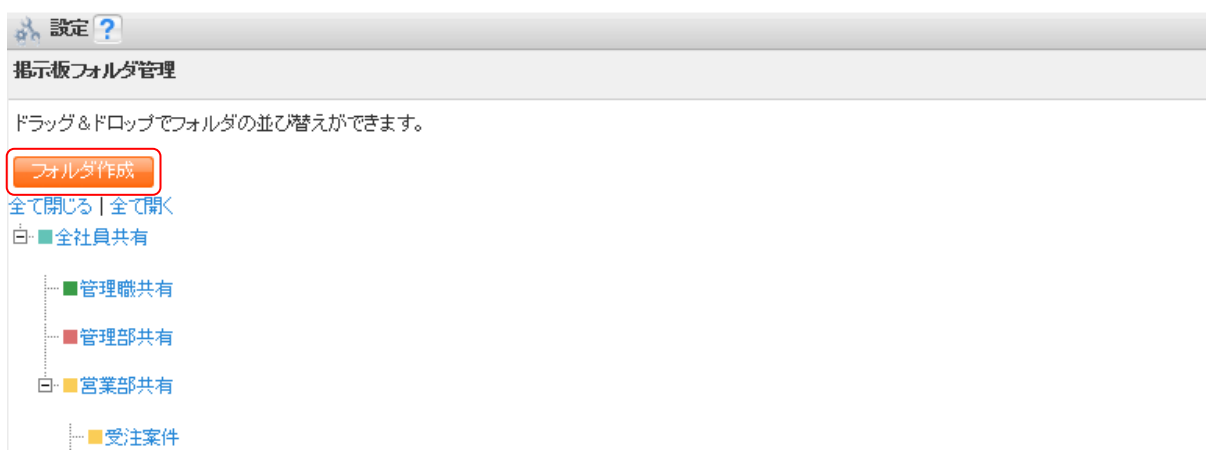 設定 ?
掲示板フォルダ管理
ドラッグ&ドロップでフォルダの並び替えができます。
フォルダ作成
全て閉じる | 全て開く
全社員共有
管理職共有
管理部共有
営業部共有
受注案件